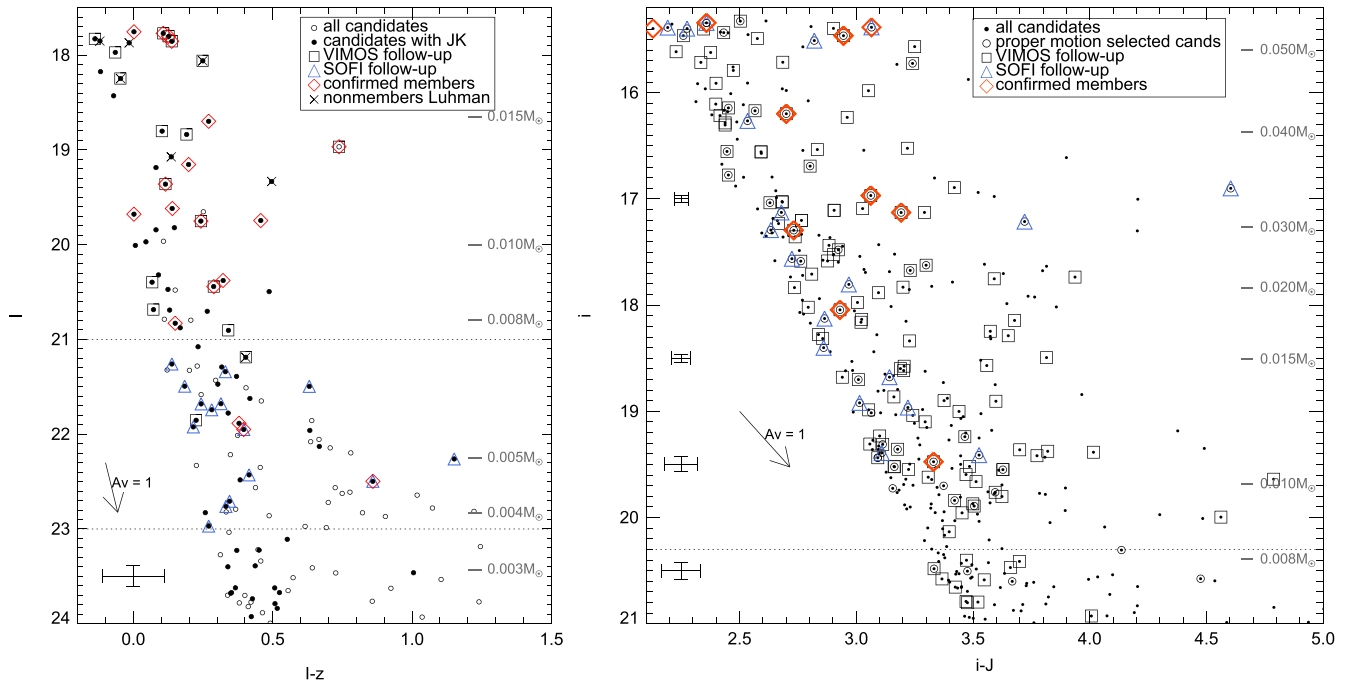 all candidates
candidates with JK
VIMOS follow-up
SOFI follow-up
confirmed members
nonmembers Luhman
0.015M☉
0.010M☉
0.008M☉
0.005M☉
0.004M☉
0.003M☉
Av = 1
18
19
20
21
22
23
24
I
0.0
0.5
1.0
1.5
I-z
all candidates
proper motion selected cands
VIMOS follow-up
SOFI follow-up
confirmed members
0.050M☉
0.040M☉
0.030M☉
0.020M☉
0.015M☉
0.010M☉
0.008M☉
Av = 1
16
17
18
19
20
21
i
2.5
3.0
3.5
4.0
4.5
5.0
i-J